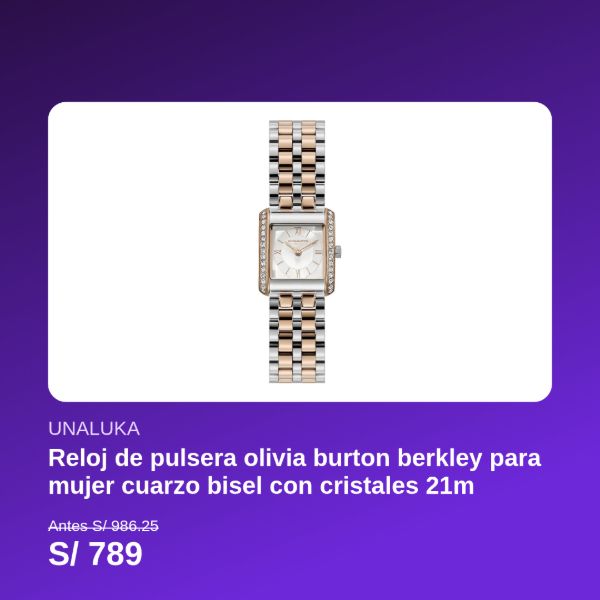 UNALUKA
Reloj de pulsera olivia burton berkley para
mujer cuarzo bisel con cristales 21m
Antes S/ 986.25
S/ 789